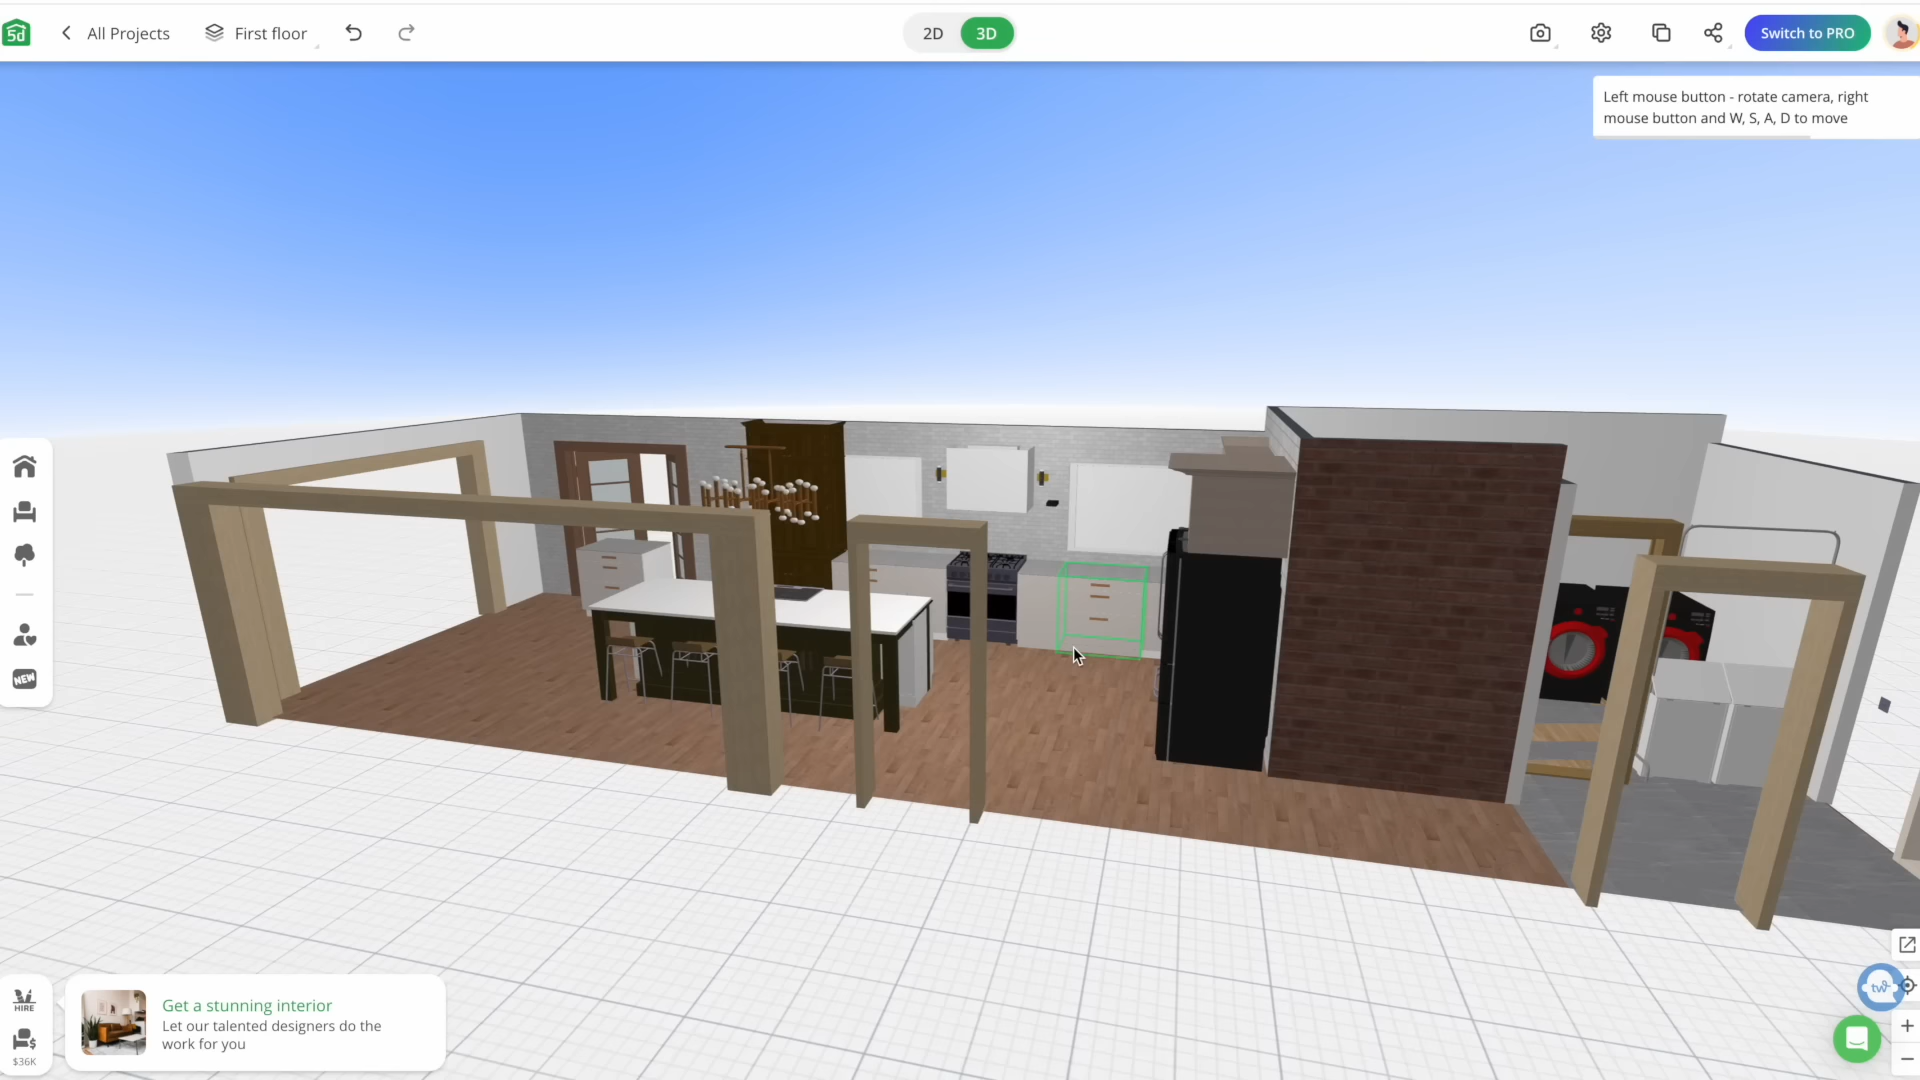 5d
All Projects
First floor
2D
3D
Switch to PRO
Left mouse button - rotate camera, right
mouse button and W, S, A, D to move
NEW
HIRE
Get a stunning interior
Let our talented designers do the
work for you
$36K
tw